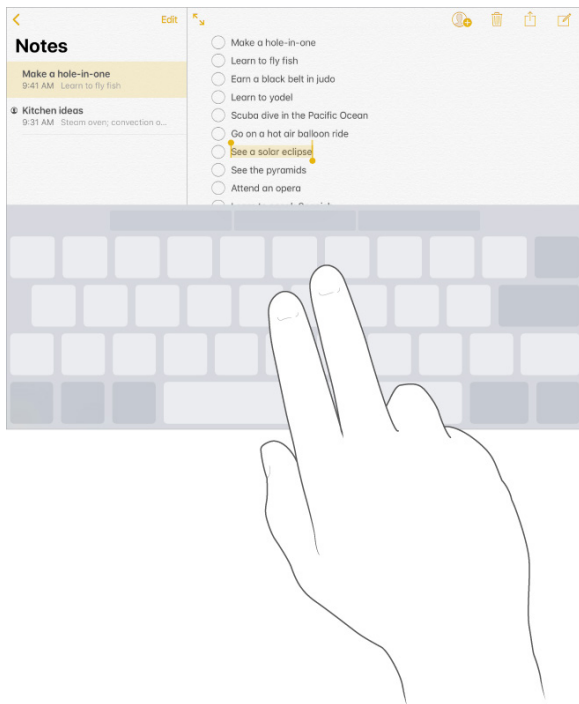 Edit
Notes
Make a hole-in-one
9:41 AM Learn to fly fish
Kitchen ideas
9:31 AM Steam oven; convection a...
Make a hole-in-one
Learn to fly fish
Earn a black belt in judo
Learn to yodel
Scuba dive in the Pacific Ocean
Go on a hot air balloon ride
See a solar eclipse
See the pyramids
Attend an opera